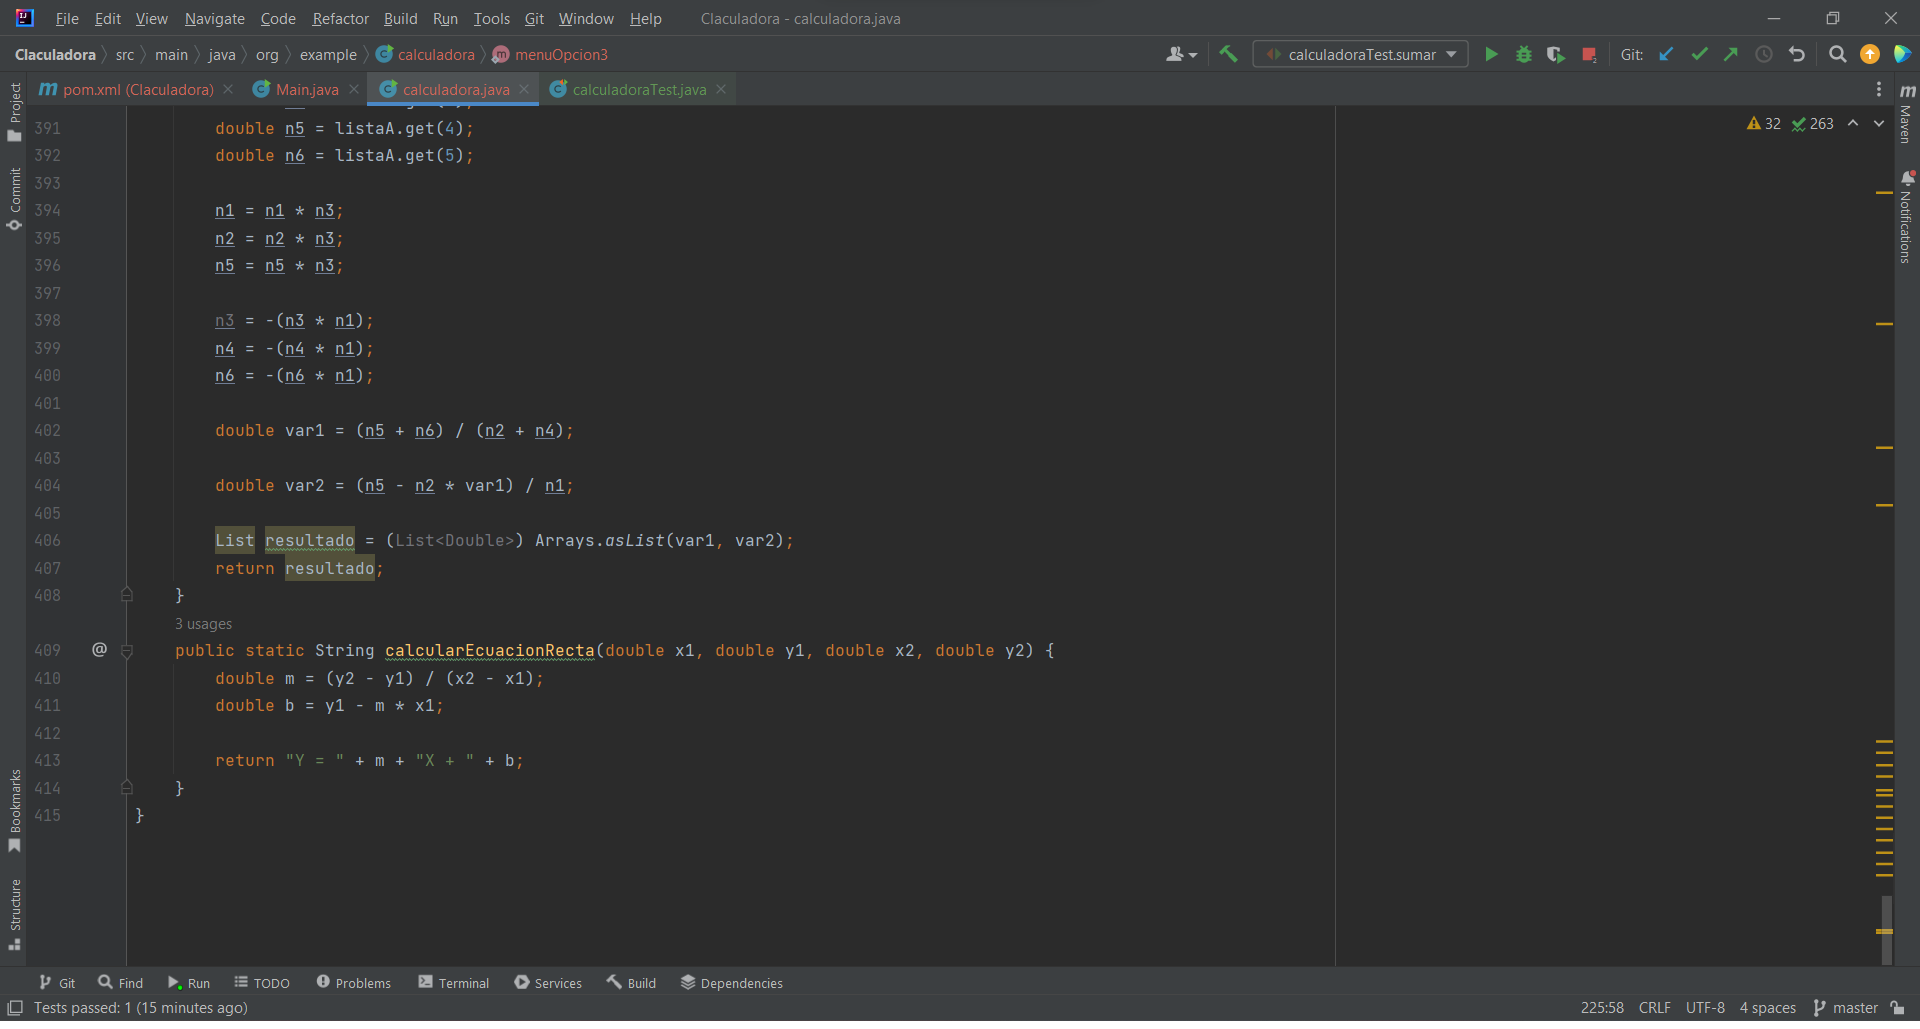 File Edit View Navigate Code Refactor Build Run Tools Git Window Help Claculadora - calculadora.java
Claculadora src main java org example calculadora menuOpcion3 calculadoraTest.sumar Git:
pom.xml (Claculadora) Main.java calculadora.java calculadoraTest.java
32 263
391 double n5 = listaA.get(4);
392 double n6 = listaA.get(5);
393
394 n1 = n1 * n3;
395 n2 = n2 * n3;
396 n5 = n5 * n3;
397
398 n3 = -(n3 * n1);
399 n4 = -(n4 * n1);
400 n6 = -(n6 * n1);
401
402 double var1 = (n5 + n6) / (n2 + n4);
403
404 double var2 = (n5 - n2 * var1) / n1;
405
406 List resultado = (List<Double>) Arrays.asList(var1, var2);
407 return resultado;
408 }
3 usages
409 @ public static String calcularEcuacionRecta(double x1, double y1, double x2, double y2) {
410 double m = (y2 - y1) / (x2 - x1);
411 double b = y1 - m * x1;
412
413 return "Y = " + m + "X + " + b;
414 }
415 }
Project
Commit
Bookmarks
Structure
Maven
Notifications
Git Find Run TODO Problems Terminal Services Build Dependencies
Tests passed: 1 (15 minutes ago) 225:58 CRLF UTF-8 4 spaces master